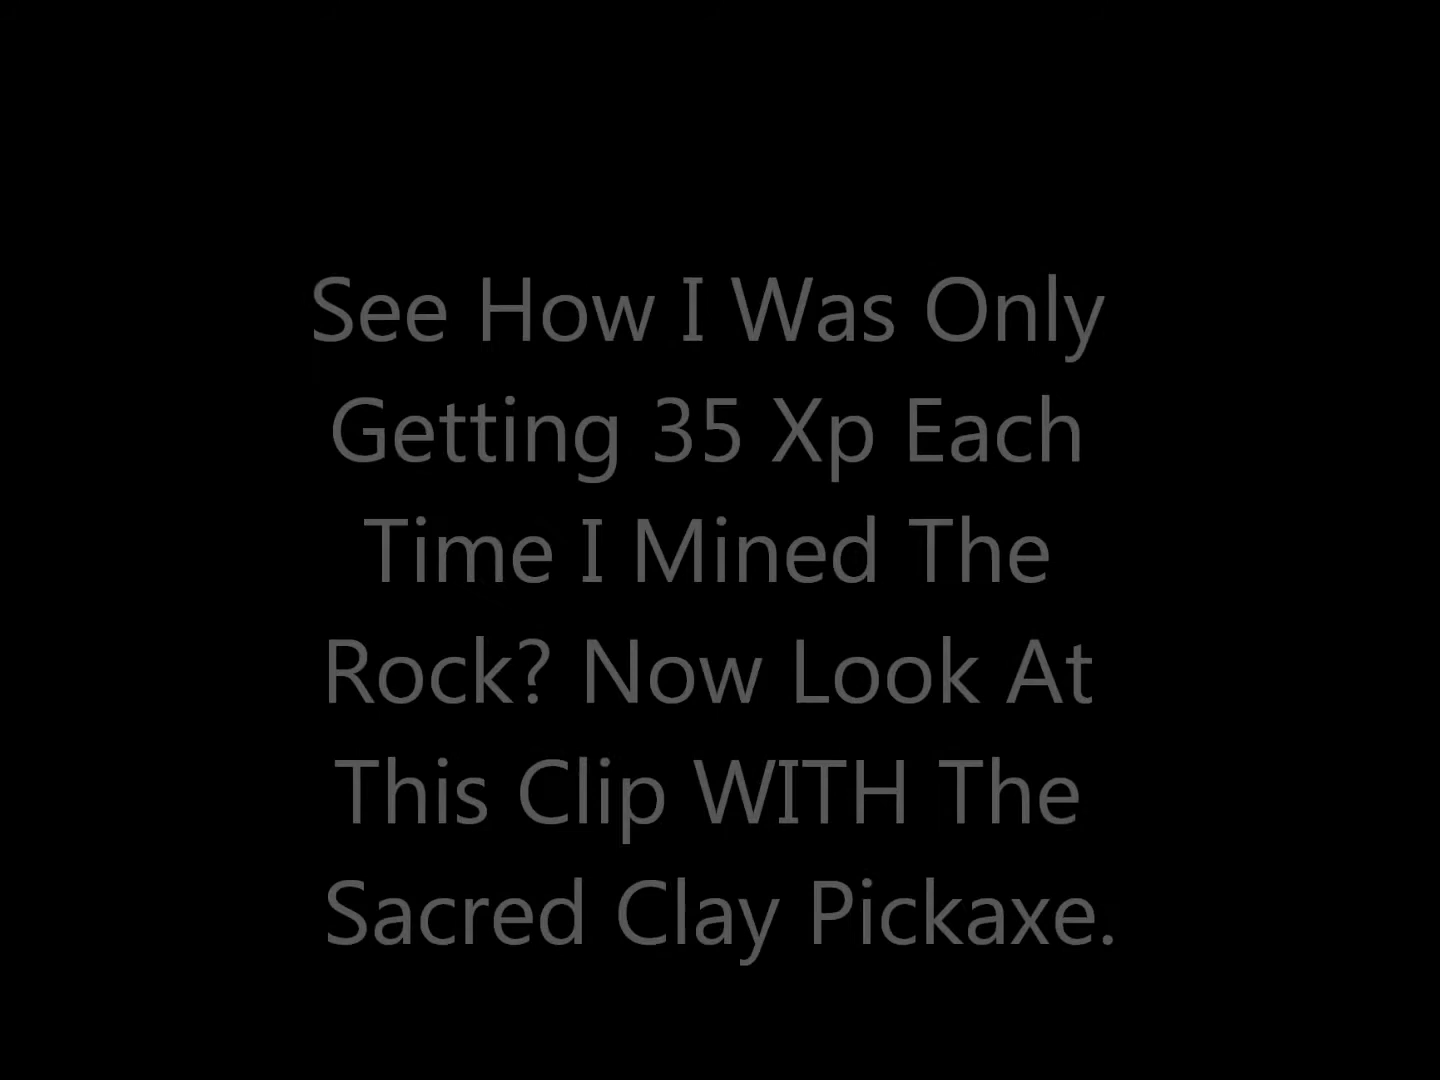 See How I Was Only
Getting 35 Xp Each
Time I Mined The
Rock? Now Look At
This Clip WITH The
Sacred Clay Pickaxe.